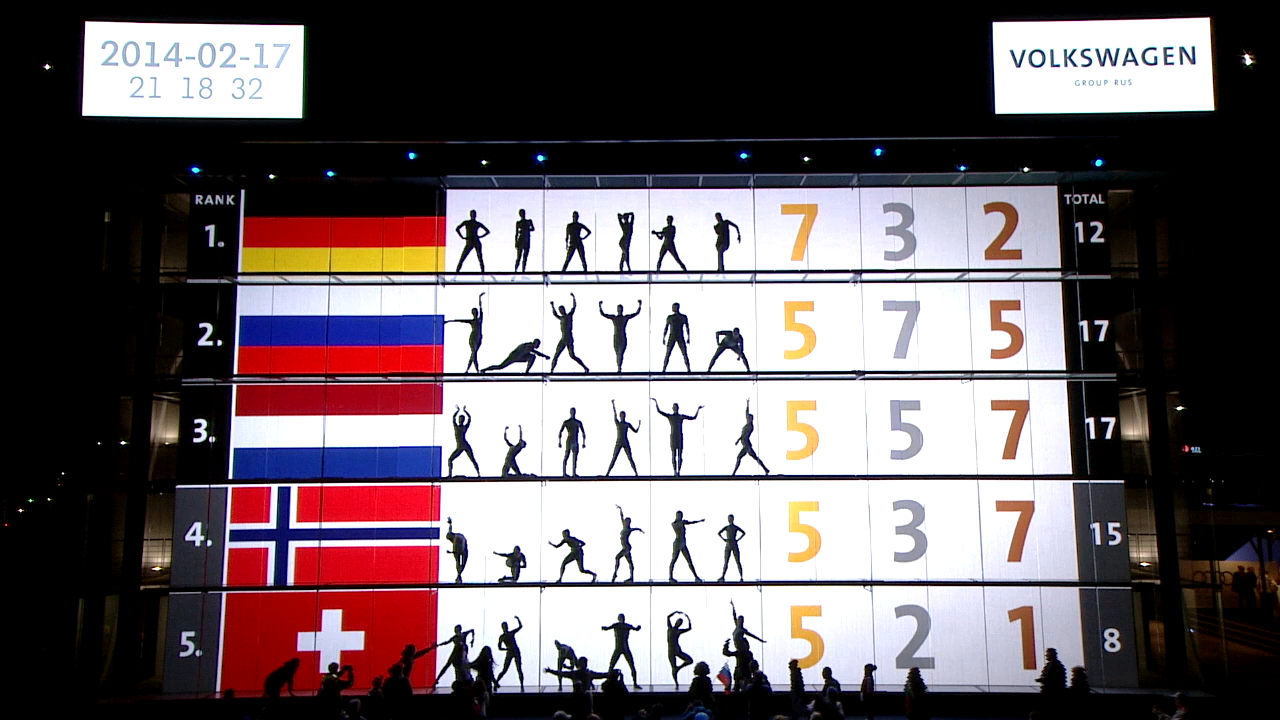 2014-02-17
21 18 32
VOLKSWAGEN
GROUP RUS
RANK TOTAL
1. 7 3 2 12
2. 5 7 5 17
3. 5 5 7 17
4. 5 3 7 15
5. 5 2 1 8